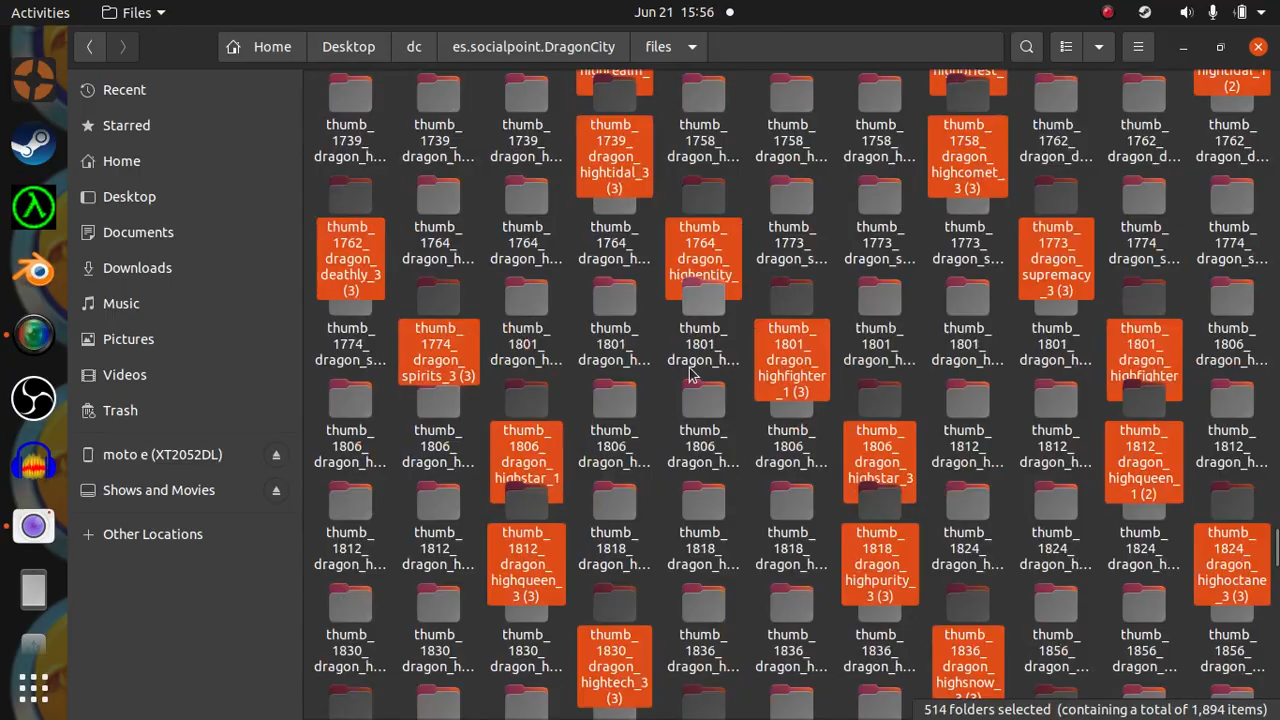 Activities
Files
Jun 21 15:56
Home
Desktop
dc
es.socialpoint.DragonCity
files
Recent
Starred
Home
Desktop
Documents
Downloads
Music
Pictures
Videos
Trash
moto e (XT2052DL)
Shows and Movies
Other Locations
(2)
thumb_
1739_
dragon_h...
thumb_
1739_
dragon_h...
thumb_
1739_
dragon_h...
thumb_
1739_
dragon_
hightidal_3
(3)
thumb_
1758_
dragon_h...
thumb_
1758_
dragon_h...
thumb_
1758_
dragon_h...
thumb_
1758_
dragon_
highcomet_
3 (3)
thumb_
1762_
dragon_d...
thumb_
1762_
dragon_d...
thumb_
1762_
dragon_d...
thumb_
1762_
dragon_
deathly_3
(3)
thumb_
1764_
dragon_h...
thumb_
1764_
dragon_h...
thumb_
1764_
dragon_h...
thumb_
1764_
dragon_
highentity_
thumb_
1773_
dragon_s...
thumb_
1773_
dragon_s...
thumb_
1773_
dragon_s...
thumb_
1773_
dragon_
supremacy
_3 (3)
thumb_
1774_
dragon_s...
thumb_
1774_
dragon_s...
thumb_
1774_
dragon_s...
thumb_
1774_
dragon_
spirits_3 (3)
thumb_
1801_
dragon_h...
thumb_
1801_
dragon_h...
thumb_
1801_
dragon_h...
thumb_
1801_
dragon_
highfighter
_1 (3)
thumb_
1801_
dragon_h...
thumb_
1801_
dragon_h...
thumb_
1801_
dragon_h...
thumb_
1801_
dragon_
highfighter
thumb_
1806_
dragon_h...
thumb_
1806_
dragon_h...
thumb_
1806_
dragon_h...
thumb_
1806_
dragon_
highstar_1
thumb_
1806_
dragon_h...
thumb_
1806_
dragon_h...
thumb_
1806_
dragon_h...
thumb_
1806_
dragon_
highstar_3
thumb_
1812_
dragon_h...
thumb_
1812_
dragon_h...
thumb_
1812_
dragon_
highqueen_
1 (2)
thumb_
1812_
dragon_h...
thumb_
1812_
dragon_h...
thumb_
1812_
dragon_h...
thumb_
1812_
dragon_
highqueen_
3 (3)
thumb_
1818_
dragon_h...
thumb_
1818_
dragon_h...
thumb_
1818_
dragon_h...
thumb_
1818_
dragon_
highpurity_
3 (3)
thumb_
1824_
dragon_h...
thumb_
1824_
dragon_h...
thumb_
1824_
dragon_h...
thumb_
1824_
dragon_
highoctane
_3 (3)
thumb_
1830_
dragon_h...
thumb_
1830_
dragon_h...
thumb_
1830_
dragon_h...
thumb_
1830_
dragon_
hightech_3
(3)
thumb_
1836_
dragon_h...
thumb_
1836_
dragon_h...
thumb_
1836_
dragon_h...
thumb_
1836_
dragon_
highsnow_
thumb_
1856_
dragon_...
thumb_
1856_
dragon_...
thumb_
1856_
dragon_...
514 folders selected (containing a total of 1,894 items)